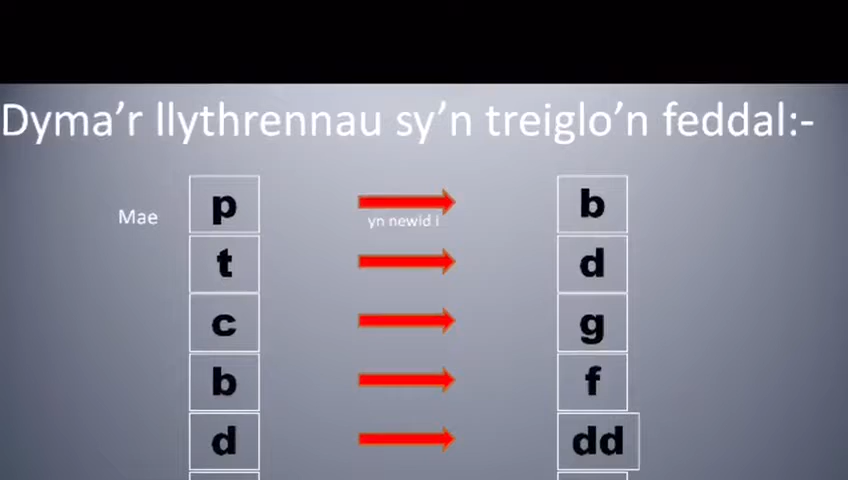 Dyma'r llythrennau sy'n treiglo'n feddal:-
Mae p yn newid i b
t d
c g
b f
d dd